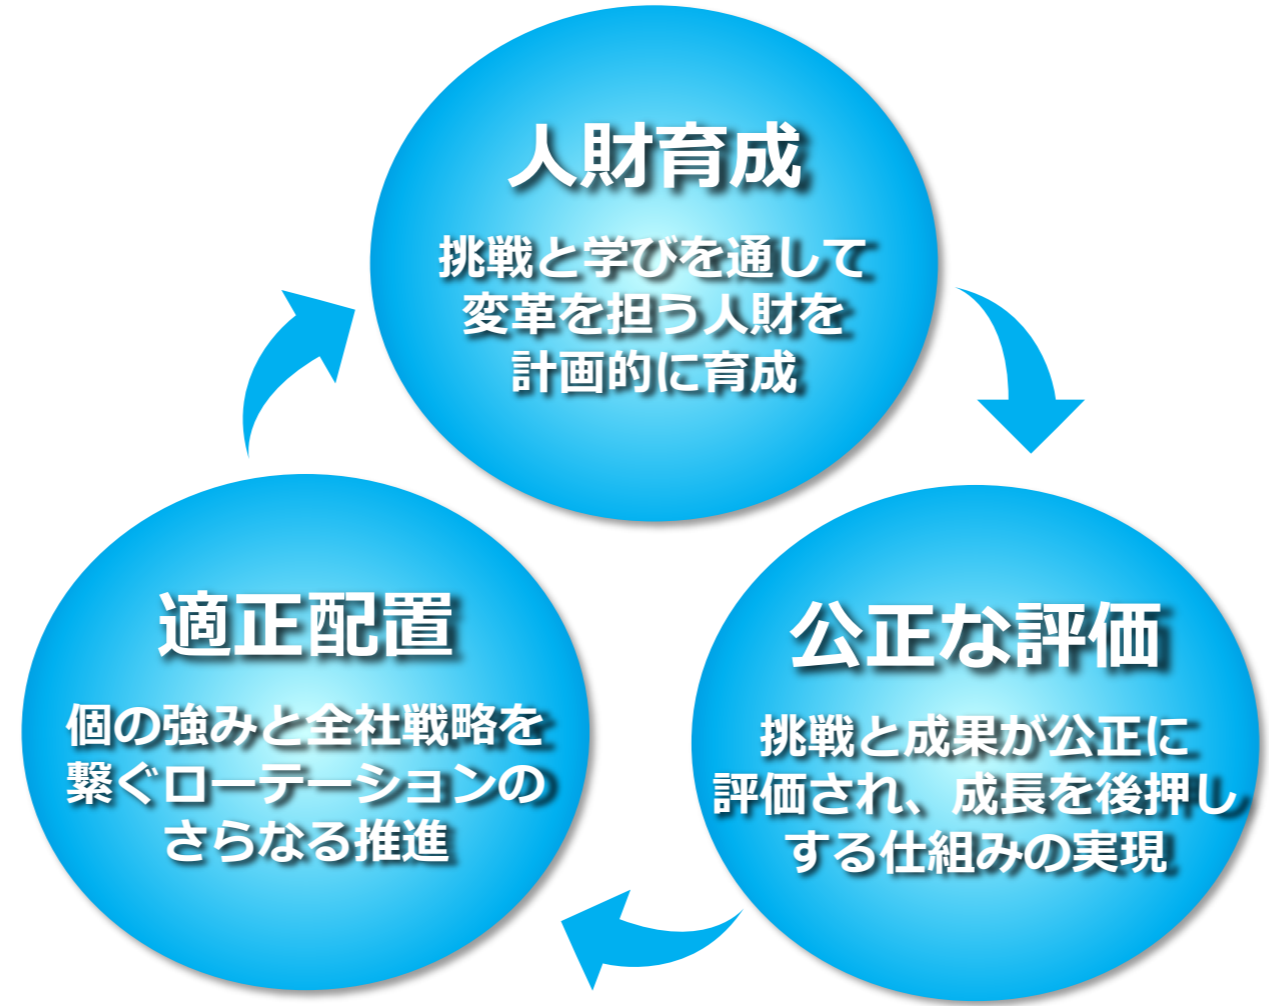 人財育成
挑戦と学びを通して
変革を担う人財を
計画的に育成
適正配置
個の強みと全社戦略を
繋ぐローテーションの
さらなる推進
公正な評価
挑戦と成果が公正に
評価され、成長を後押し
する仕組みの実現